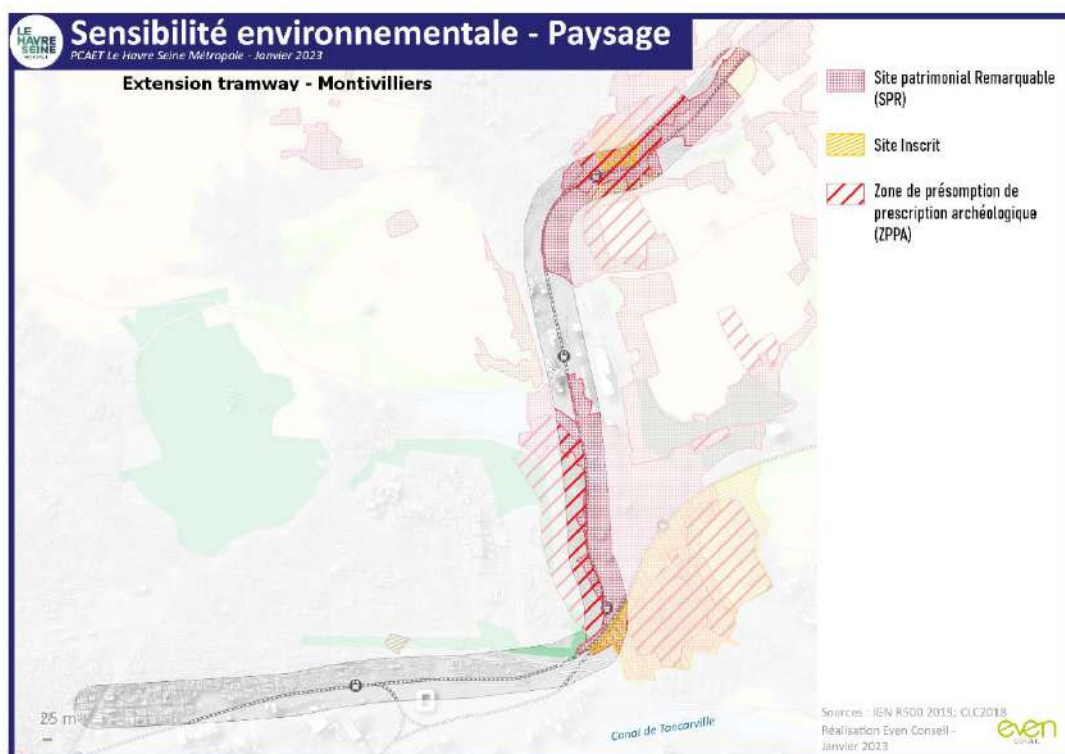 LE
HAVRE
SEINE
MÉTROPOLE
Sensibilité environnementale - Paysage
PCAET Le Havre Seine Métropole - Janvier 2023
Extension tramway - Montivilliers
Site patrimonial Remarquable
(SPR)
Site Inscrit
Zone de présomption de
prescription archéologique
(ZPPA)
25 m
Canal de Tancarville
Sources : IGN R500 2019; CLC2018
Réalisation Even Conseil -
Janvier 2023
even
CONSEIL